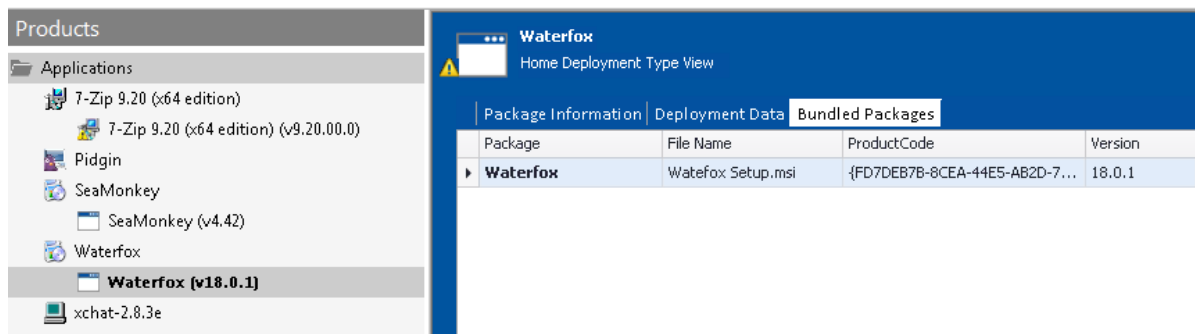 Products
Applications
7-Zip 9.20 (x64 edition)
7-Zip 9.20 (x64 edition) (v9.20.00.0)
Pidgin
SeaMonkey
SeaMonkey (v4.42)
Waterfox
Waterfox (v18.0.1)
xchat-2.8.3e
Waterfox
Home Deployment Type View
Package Information Deployment Data Bundled Packages
Package File Name ProductCode Version
Waterfox Watefox Setup.msi {FD7DEB7B-8CEA-44E5-AB2D-7... 18.0.1